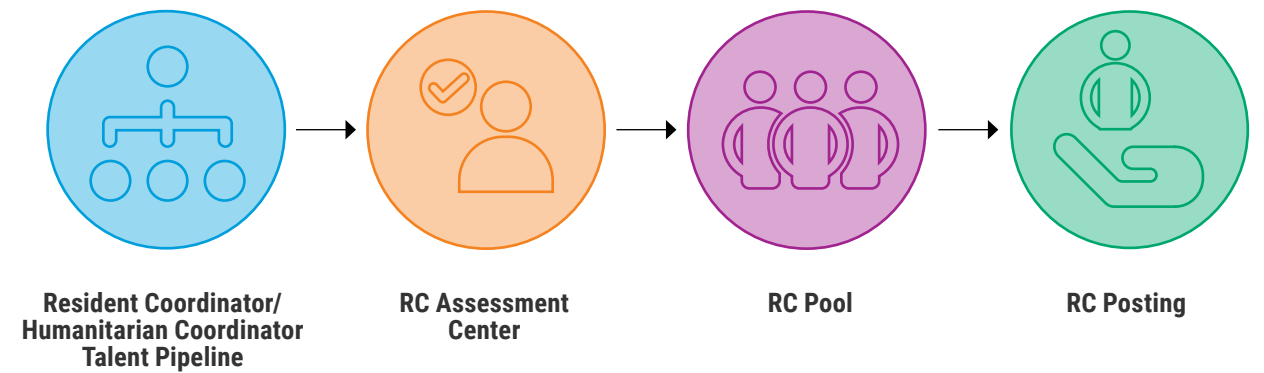 Resident Coordinator/
Humanitarian Coordinator
Talent Pipeline
RC Assessment
Center
RC Pool
RC Posting